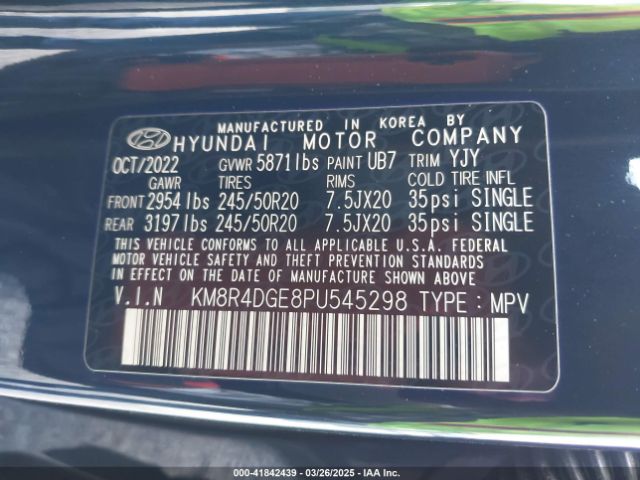 MANUFACTURED IN KOREA BY
HYUNDAI MOTOR COMPANY
OCT/2022 GVWR 5871lbs PAINT UB7 TRIM YJY
GAWR TIRES RIMS COLD TIRE INFL
FRONT 2954lbs 245/50R20 7.5JX20 35psi SINGLE
REAR 3197lbs 245/50R20 7.5JX20 35psi SINGLE
THIS VEHICLE CONFORMS TO ALL APPLICABLE U.S.A. FEDERAL
MOTOR VEHICLE SAFETY BUMPER, AND THEFT PREVENTION STANDARDS
IN EFFECT ON THE DATE OF MANUFACTURE SHOWN ABOVE.
V.I.N KM8R4DGE8PU545298 TYPE : MPV
000-41842439 - 03/26/2025 - IAA Inc.